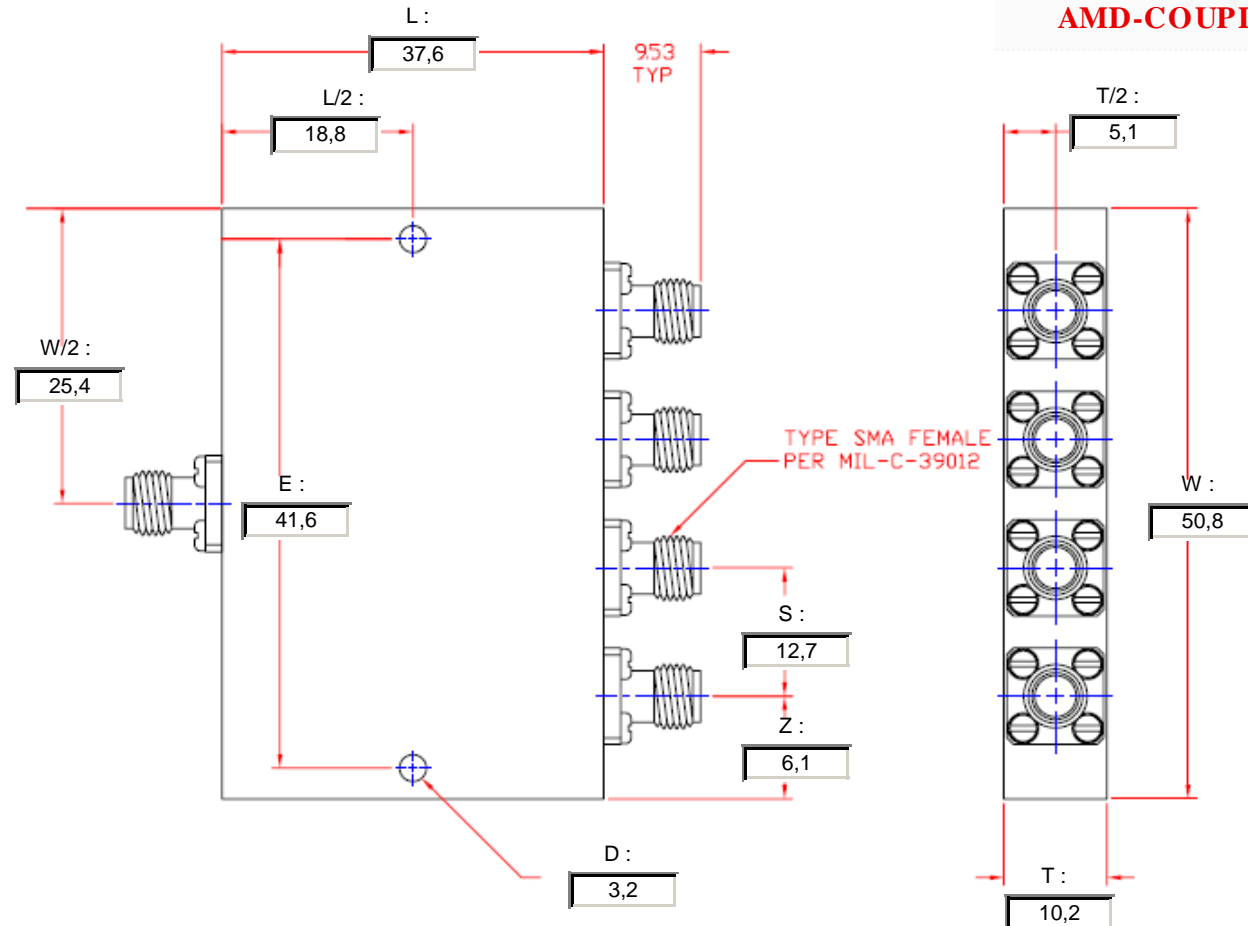 AMD-COUPL
L :
37,6
9.53
TYP
L/2 :
18,8
T/2 :
5,1
W/2 :
25,4
TYPE SMA FEMALE
PER MIL-C-39012
E :
41,6
W :
50,8
S :
12,7
Z :
6,1
D :
3,2
T :
10,2